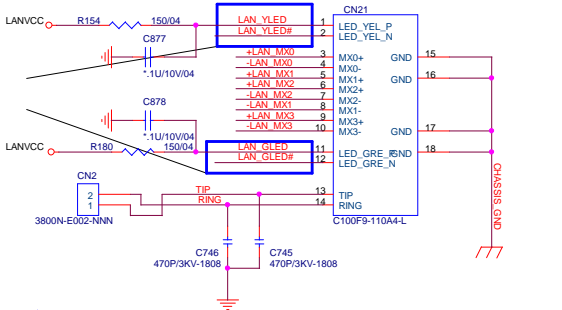 CN21
LANVCC
R154
150/04
LAN_YLED
1
LED_YEL_P
LAN_YLED#
2
LED_YEL_N
C877
*.1U/10V/04
+LAN_MX0
3
MX0+
GND
15
-LAN_MX0
4
MX0-
+LAN_MX1
5
MX1+
GND
16
+LAN_MX2
6
MX2+
-LAN_MX2
7
MX2-
-LAN_MX1
8
MX1-
+LAN_MX3
9
MX3+
-LAN_MX3
10
MX3-
GND
17
C878
*.1U/10V/04
LANVCC
R180
150/04
LAN_GLED
11
LED_GRE_P
GND
18
LAN_GLED#
12
LED_GRE_N
CN2
2
1
3800N-E002-NNN
TIP
13
TIP
RING
14
RING
C100F9-110A4-L
CHASSIS_GND
C746
470P/3KV-1808
C745
470P/3KV-1808